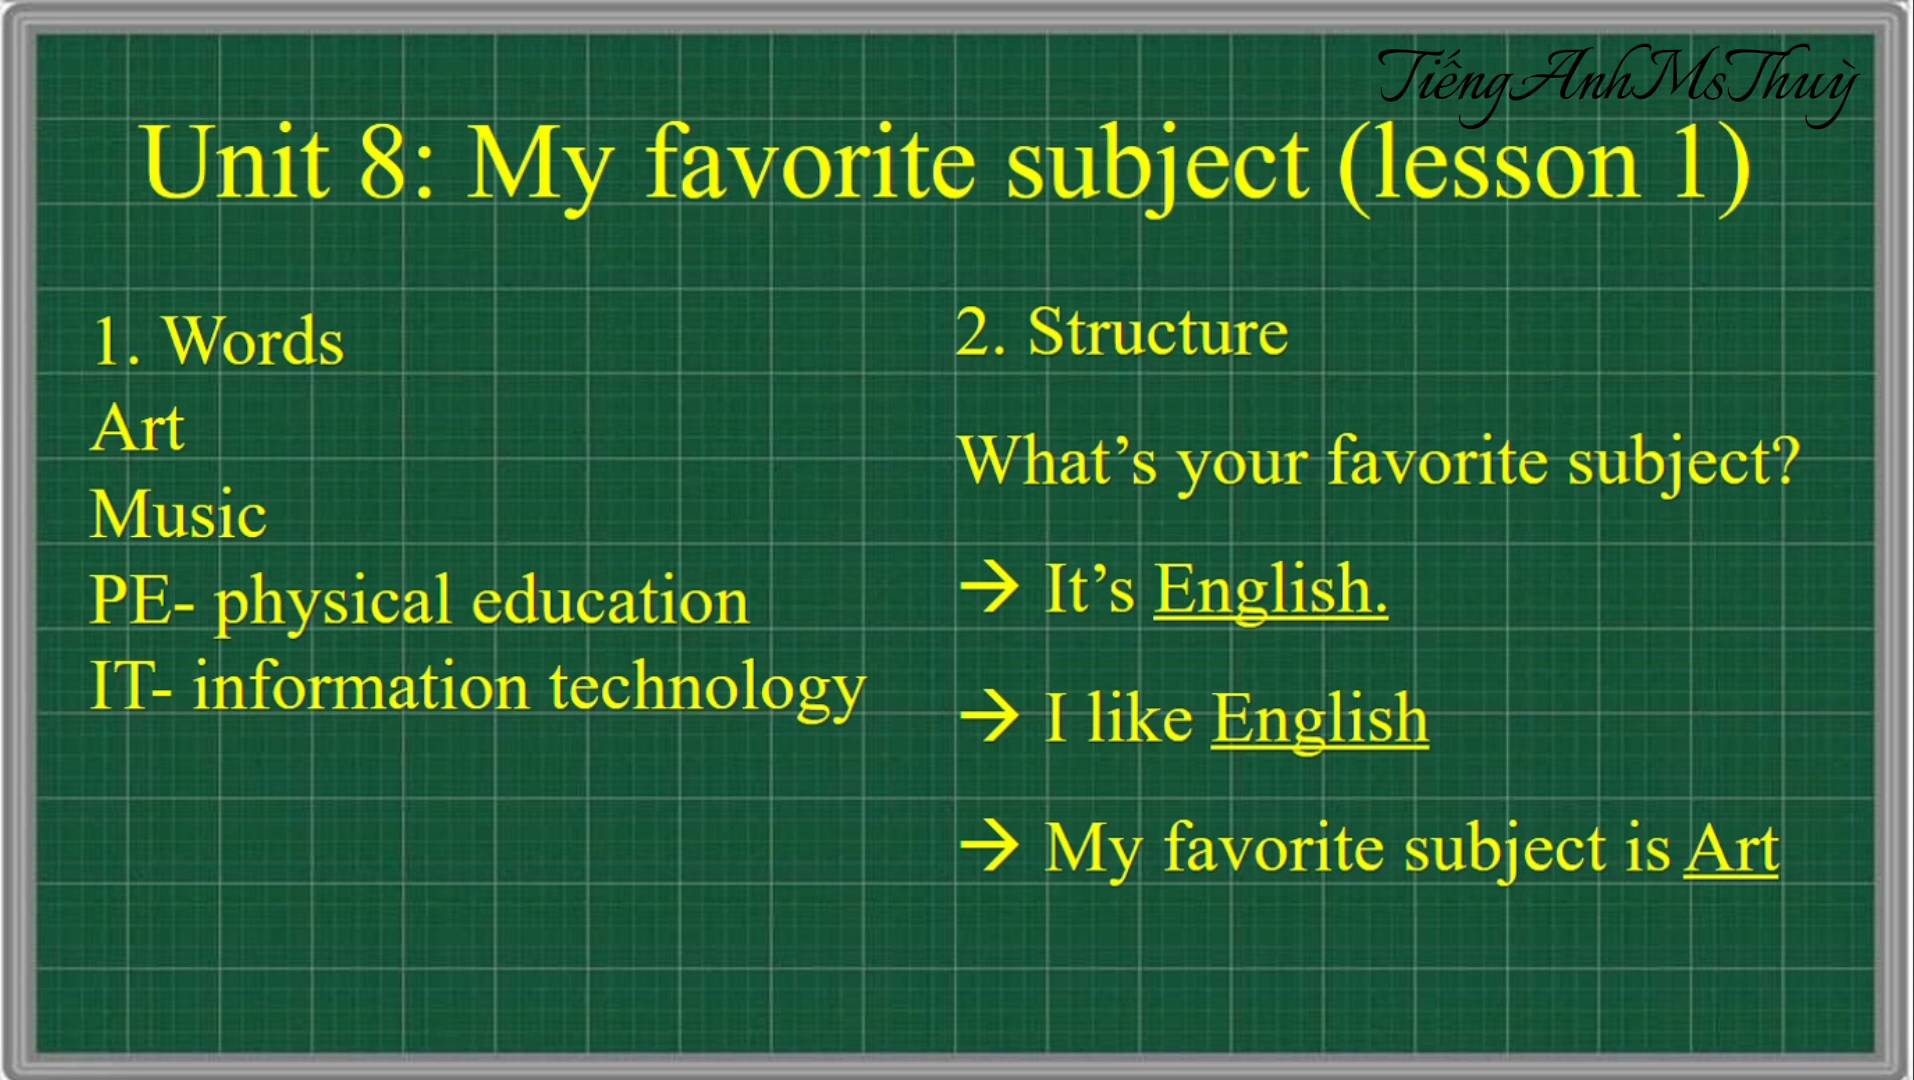 TiếngAnhMsThuỳ
Unit 8: My favorite subject (lesson 1)
1. Words
Art
Music
PE- physical education
IT- information technology
2. Structure
What’s your favorite subject?
→ It’s English.
→ I like English
→ My favorite subject is Art